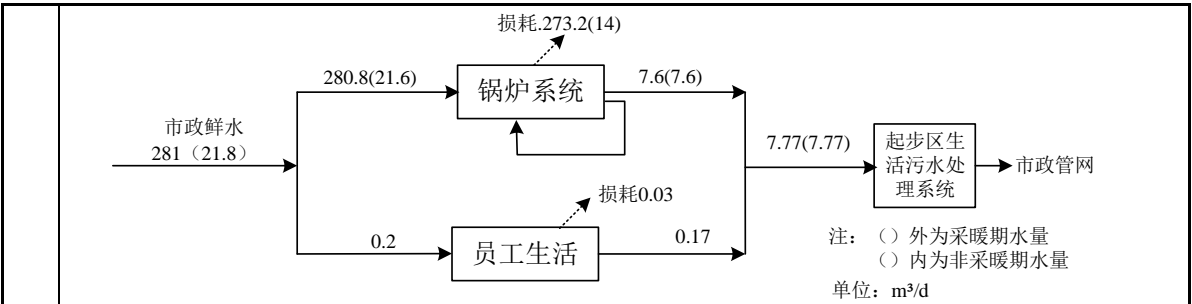 损耗.273.2(14)
280.8(21.6)
锅炉系统
7.6(7.6)
市政鲜水
281（21.8）
7.77(7.77)
起步区生
活污水处
理系统
市政管网
损耗0.03
0.2
员工生活
0.17
注：（）外为采暖期水量
（）内为非采暖期水量
单位：m³/d